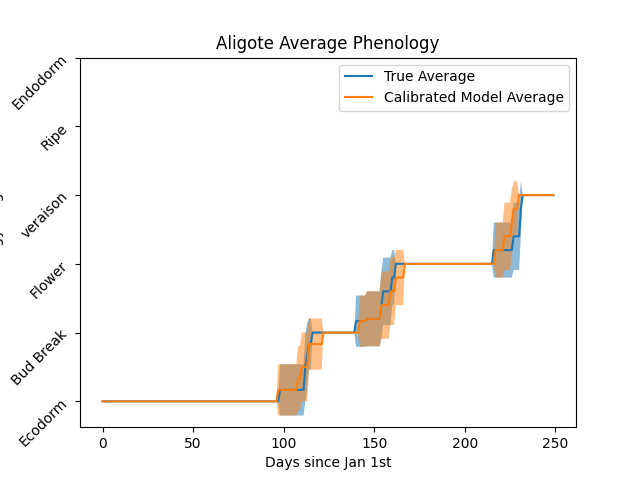 Aligote Average Phenology
True Average
Calibrated Model Average
Endodorm
Ripe
veraison
Flower
Bud Break
Ecodorm
0 50 100 150 200 250
Days since Jan 1st